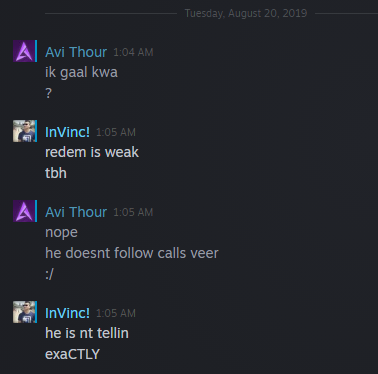 Tuesday, August 20, 2019
Avi Thour 1:04 AM
ik gaal kwa
?
InVinc! 1:05 AM
redem is weak
tbh
Avi Thour 1:05 AM
nope
he doesnt follow calls veer
:/
InVinc! 1:05 AM
he is nt tellin
exaCTLY